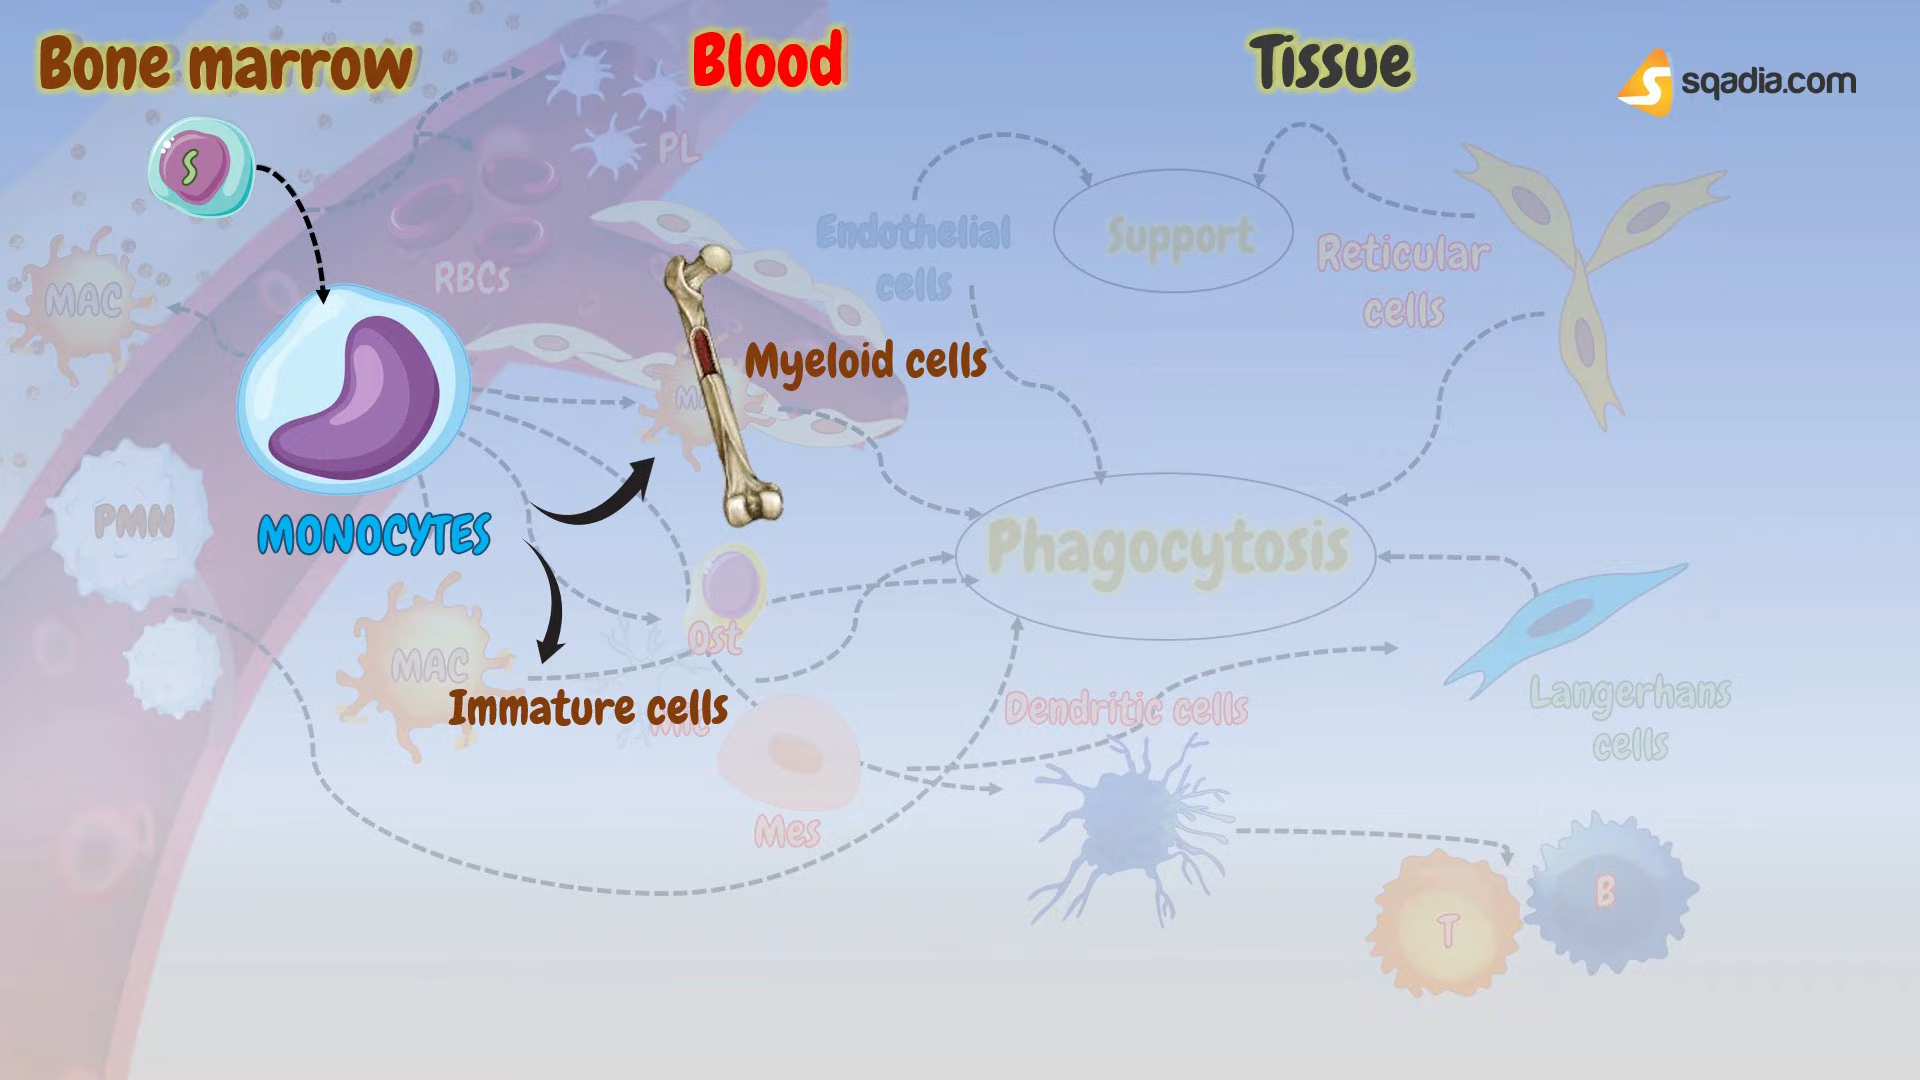 Bone marrow
Blood
Tissue
sqadia.com
S
PL
MAC
RBCs
Endothelial
cells
Support
Reticular
cells
Myeloid cells
PMN
MONOCYTES
Phagocytosis
Ost
MAC
Immature cells
Dendritic cells
Langerhans
cells
Mes
T
B